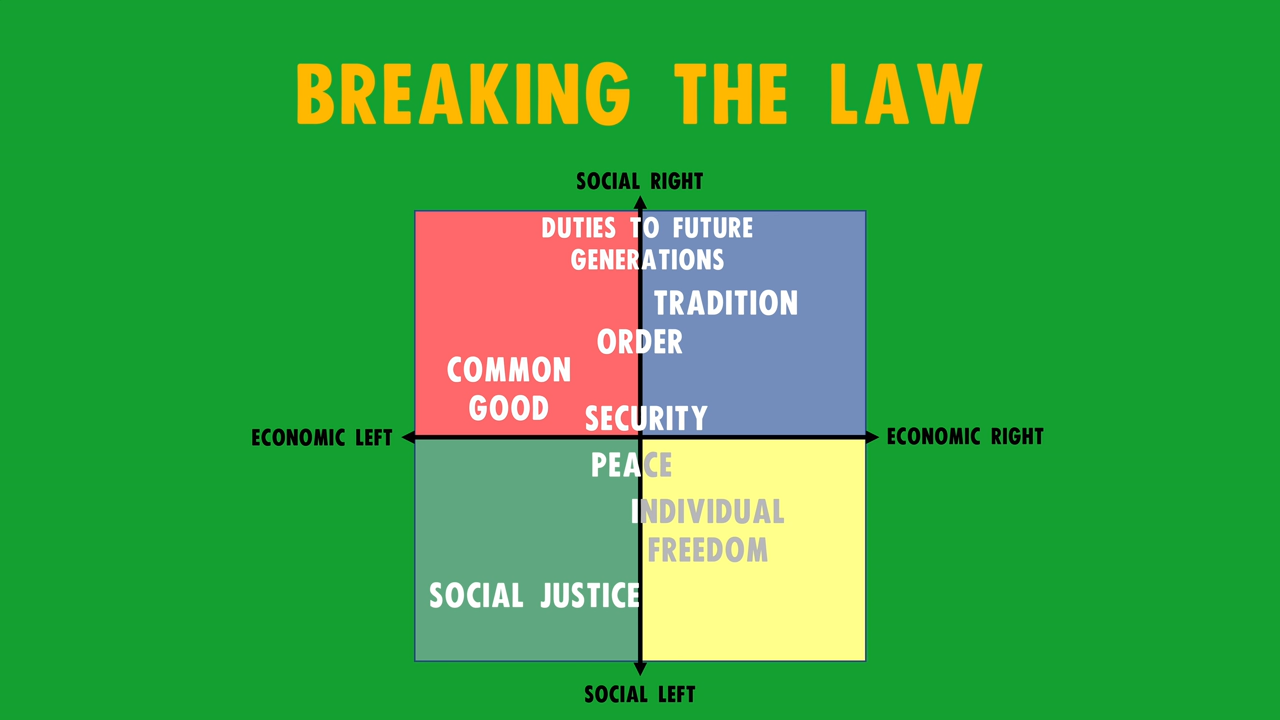 BREAKING THE LAW
SOCIAL RIGHT
DUTIES TO FUTURE
GENERATIONS
TRADITION
ORDER
COMMON
GOOD
SECURITY
ECONOMIC LEFT
ECONOMIC RIGHT
PEACE
INDIVIDUAL
FREEDOM
SOCIAL JUSTICE
SOCIAL LEFT